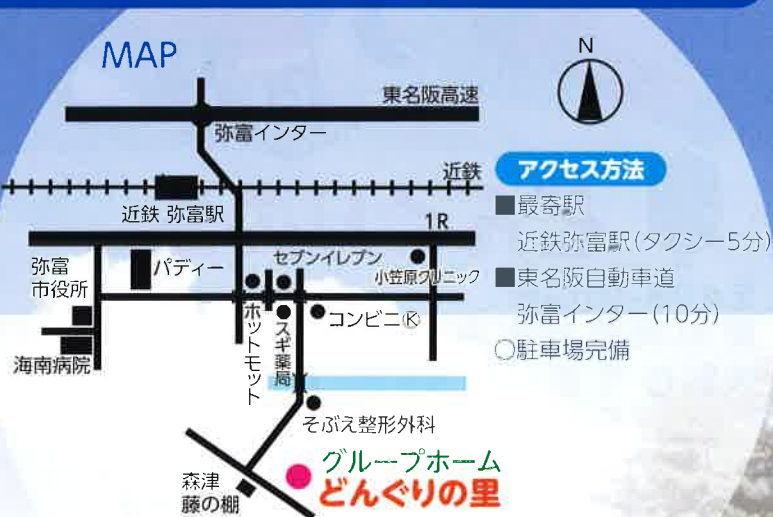 MAP
N
東名阪高速
弥富インター
近鉄
近鉄 弥富駅
1R
弥富
市役所
パディー
セブンイレブン
小笠原クリニック
ホットモット
スギ薬局
コンビニⓀ
海南病院
そぶえ整形外科
森津
藤の棚
グループホーム
どんぐりの里
アクセス方法
■最寄駅
近鉄弥富駅(タクシー5分)
■東名阪自動車道
弥富インター(10分)
○駐車場完備